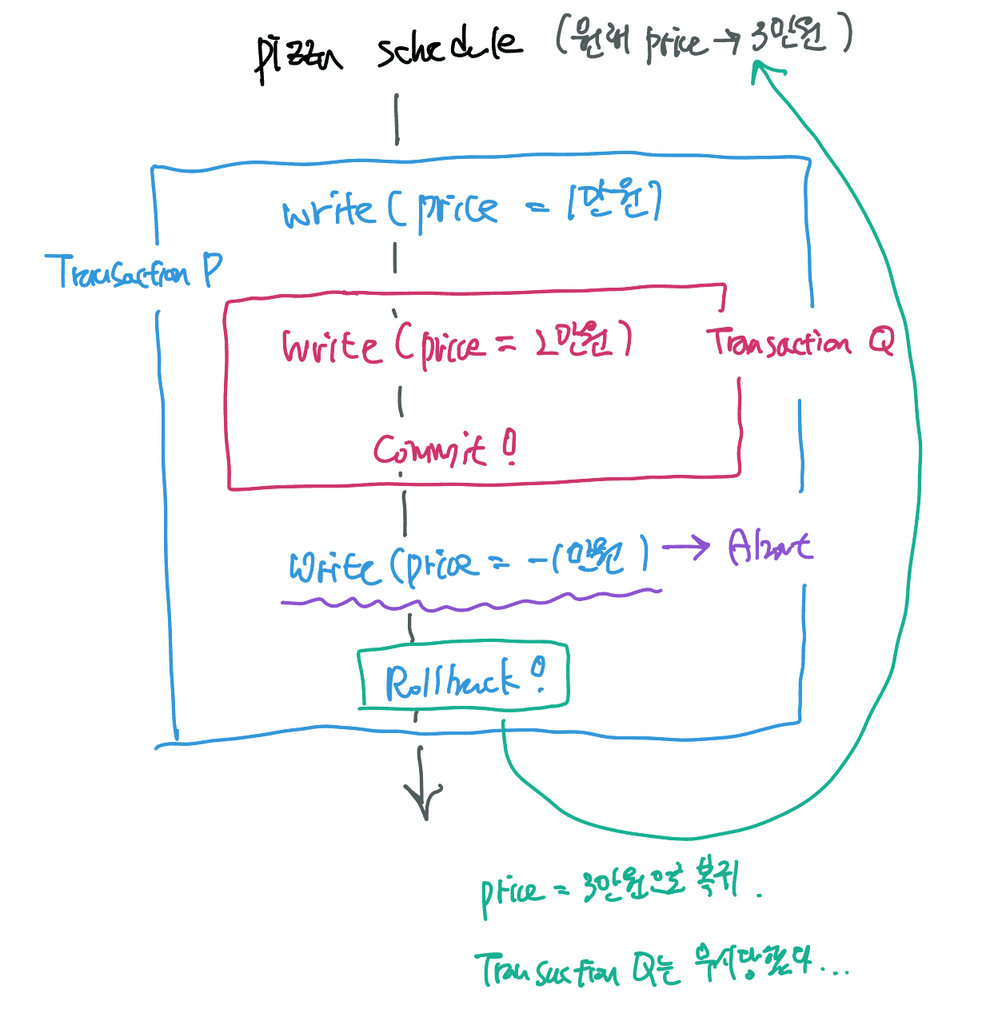 pizza schedule (원래 price → 3만원)
write (price = 1만원)
Transaction P
write (price = 2만원)
Transaction Q
Commit!
write (price = -1만원) → Abort
Rollback!
price = 3만원으로 복귀.
Transaction Q는 무시당했다...